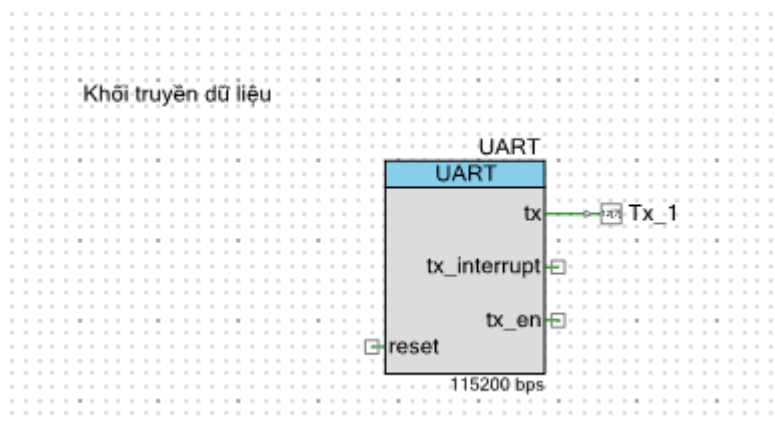 Khối truyền dữ liệu
UART
UART
tx
Tx_1
tx_interrupt
tx_en
reset
115200 bps